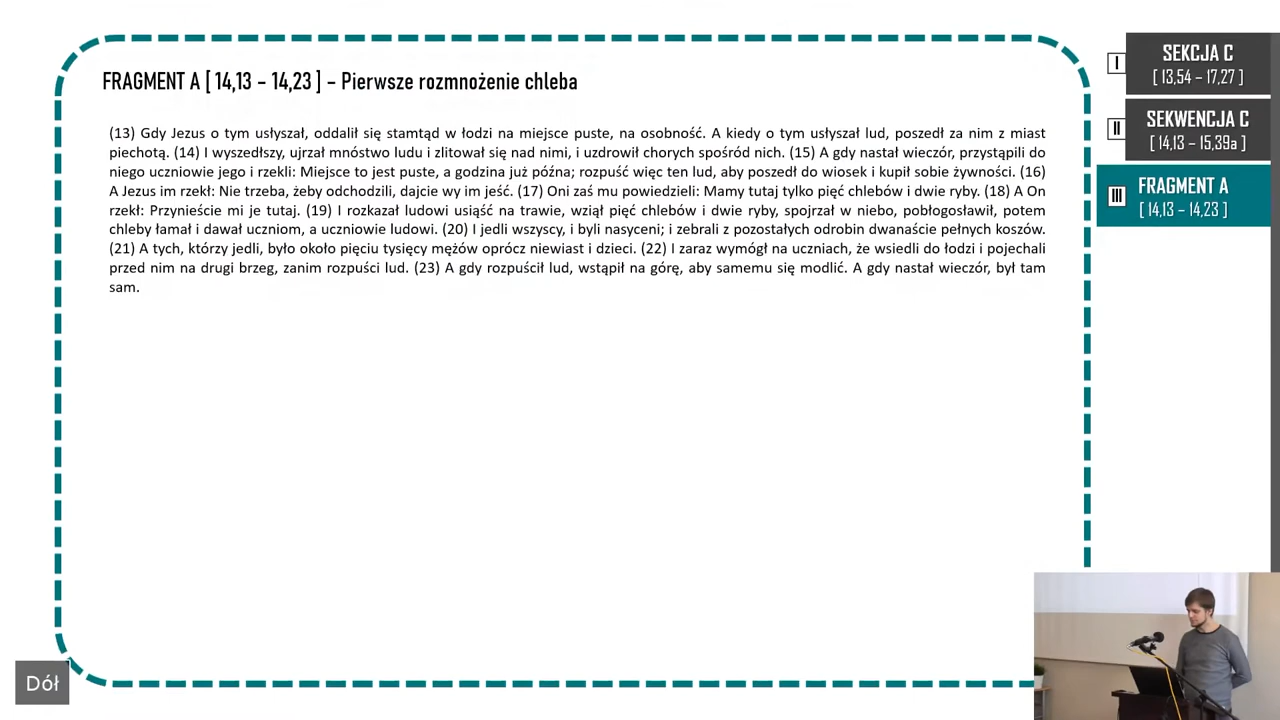 FRAGMENT A [ 14,13 – 14,23 ] – Pierwsze rozmnożenie chleba
(13) Gdy Jezus o tym usłyszał, oddalił się stamtąd w łodzi na miejsce puste, na osobność. A kiedy o tym usłyszał lud, poszedł za nim z miast
piechotą. (14) I wyszedłszy, ujrzał mnóstwo ludu i zlitował się nad nimi, i uzdrowił chorych spośród nich. (15) A gdy nastał wieczór, przystąpili do
niego uczniowie jego i rzekli: Miejsce to jest puste, a godzina już późna; rozpuść więc ten lud, aby poszedł do wiosek i kupił sobie żywności. (16)
A Jezus im rzekł: Nie trzeba, żeby odchodzili, dajcie wy im jeść. (17) Oni zaś mu powiedzieli: Mamy tutaj tylko pięć chlebów i dwie ryby. (18) A On
rzekł: Przynieście mi je tutaj. (19) I rozkazał ludowi usiąść na trawie, wziął pięć chlebów i dwie ryby, spojrzał w niebo, pobłogosławił, potem
chleby łamał i dawał uczniom, a uczniowie ludowi. (20) I jedli wszyscy, i byli nasyceni; i zebrali z pozostałych odrobin dwanaście pełnych koszów.
(21) A tych, którzy jedli, było około pięciu tysięcy mężów oprócz niewiast i dzieci. (22) I zaraz wymógł na uczniach, że wsiedli do łodzi i pojechali
przed nim na drugi brzeg, zanim rozpuści lud. (23) A gdy rozpuścił lud, wstąpił na górę, aby samemu się modlić. A gdy nastał wieczór, był tam
sam.
I
SEKCJA C
[ 13,54 – 17,27 ]
II
SEKWENCJA C
[ 14,13 – 15,39a ]
III
FRAGMENT A
[ 14,13 – 14,23 ]
Dół